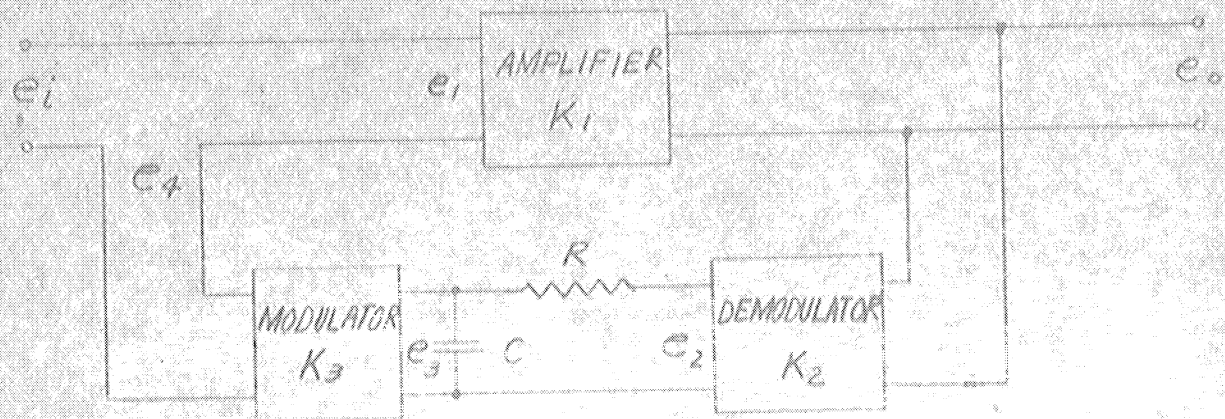 AMPLIFIER
K1
ei
e1
eo
e4
R
MODULATOR
K3
e3
C
e2
DEMODULATOR
K2